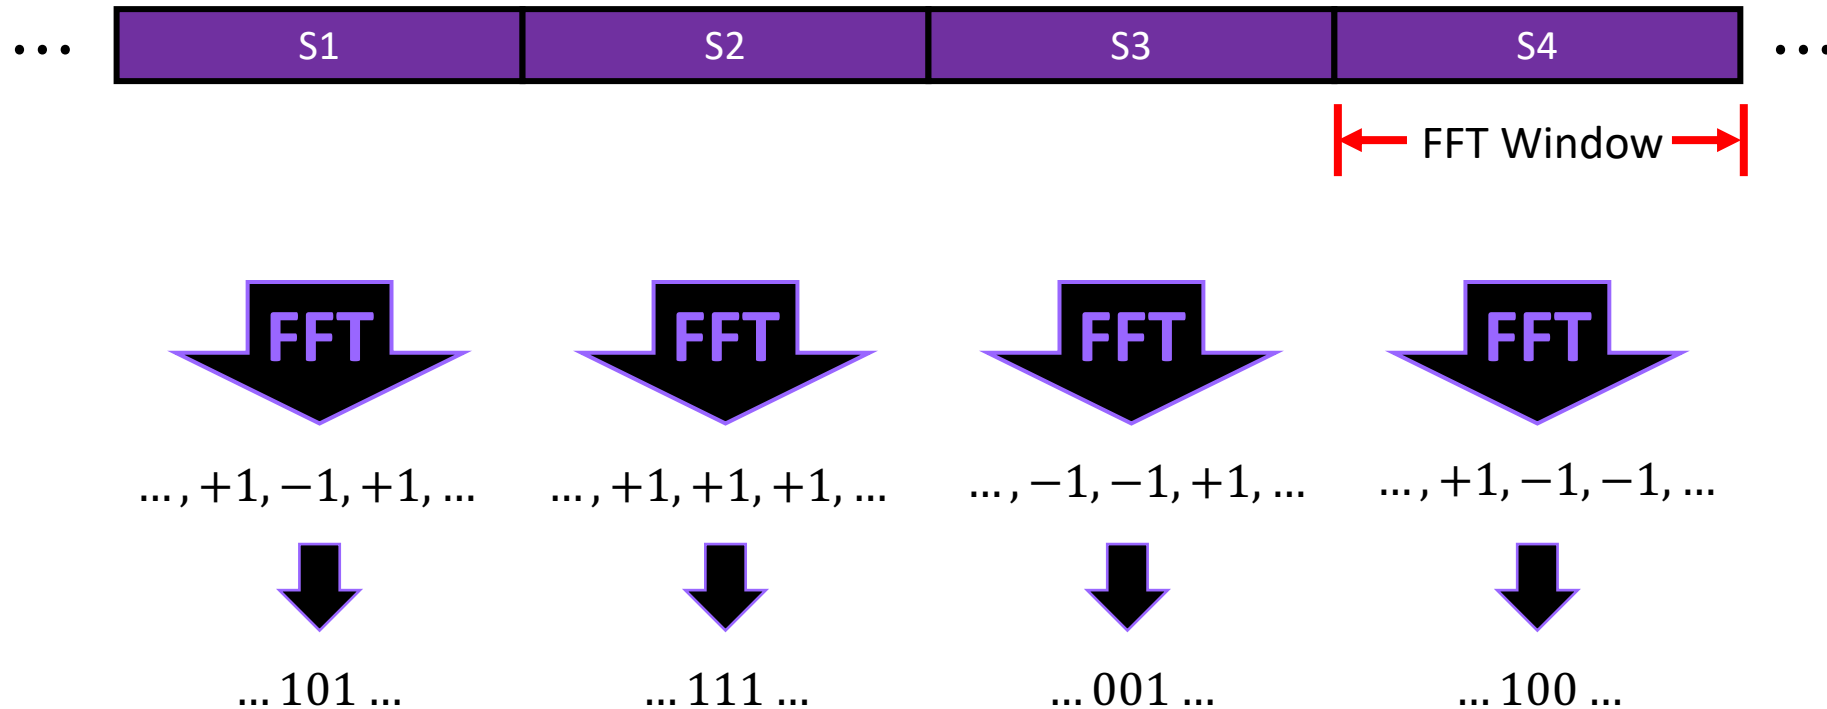 … S1 S2 S3 S4 …
FFT Window
FFT FFT FFT FFT
…, +1, −1, +1, … …, +1, +1, +1, … …, −1, −1, +1, … …, +1, −1, −1, …
… 101 … … 111 … … 001 … … 100 …